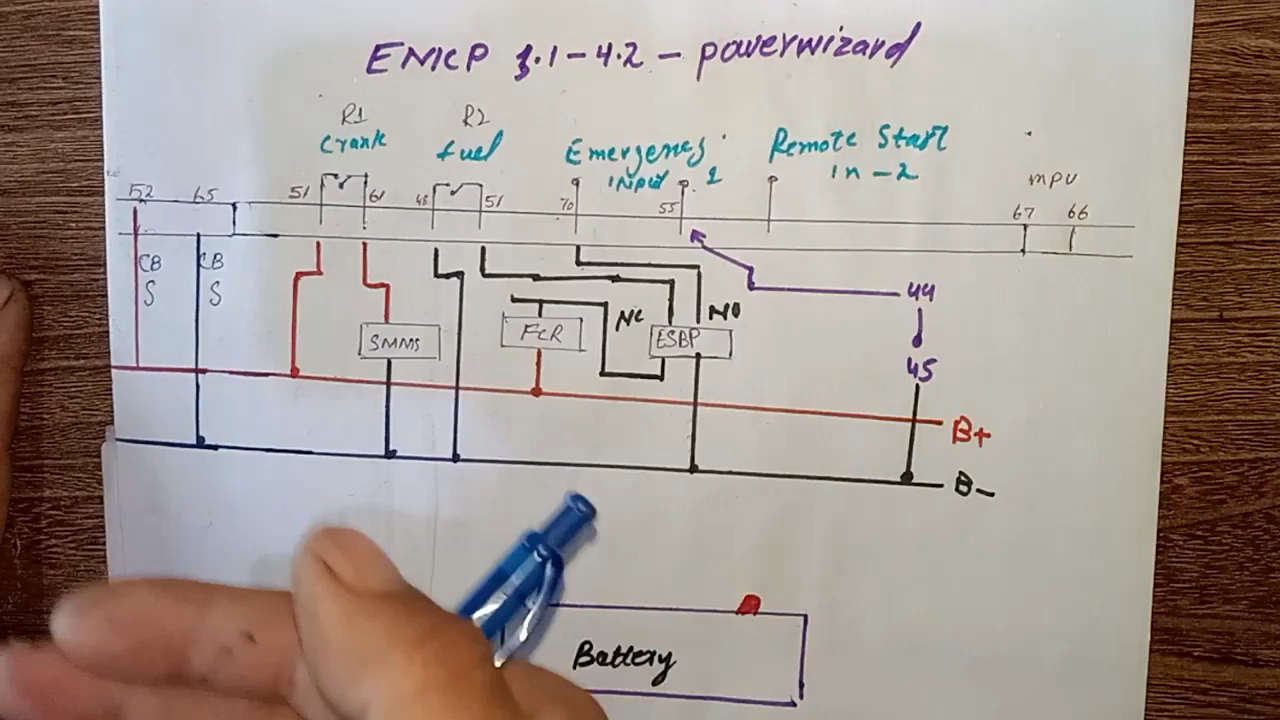 EMCP 3.1-4.2 - powerwizard
R1 R2
Crank fuel Emergency Remote Start
input 1 in-2
52 65 51 61 48 51 70 55 MPU 67 66
CB CB
S S
44
NC NO
SMMS FCR ESBP
45
B+
B-
Battery